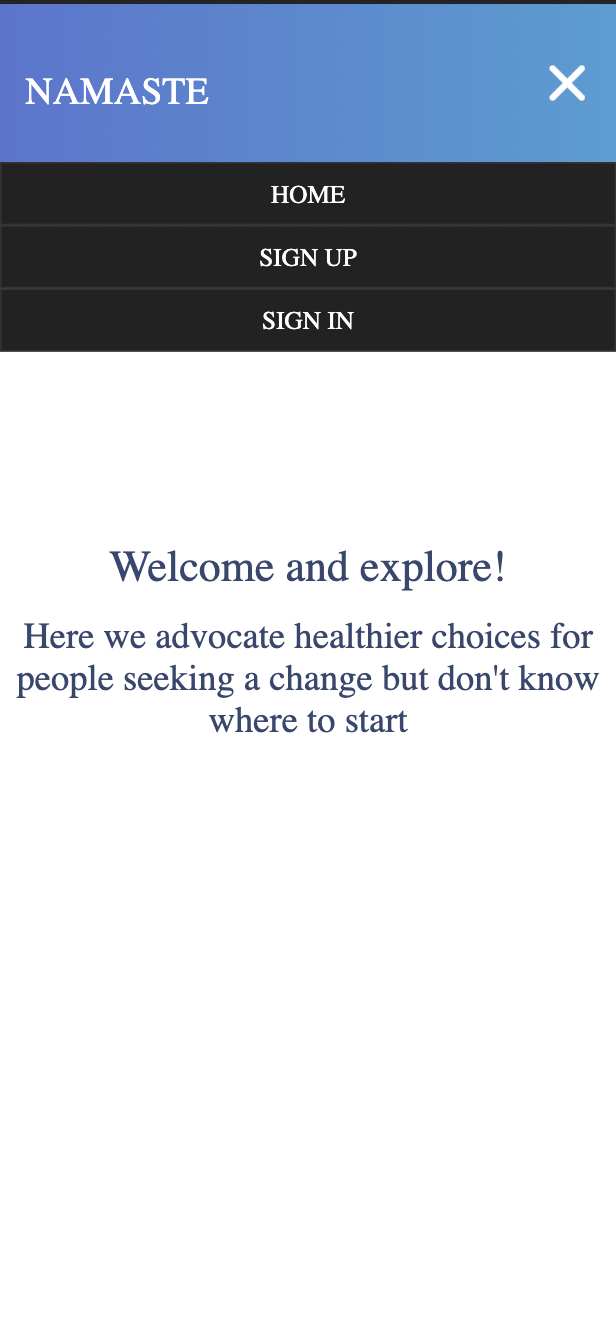 NAMASTE
HOME
SIGN UP
SIGN IN
Welcome and explore!
Here we advocate healthier choices for
people seeking a change but don't know
where to start